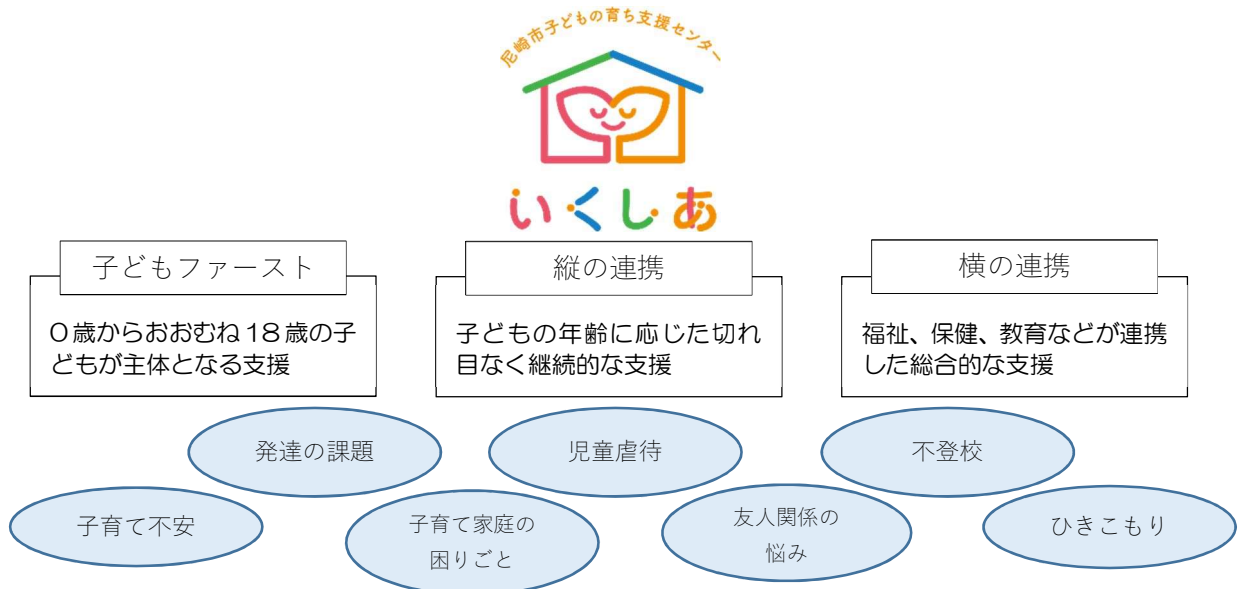 尼崎市子どもの育ち支援センター
いくしあ
子どもファースト
0歳からおおむね18歳の子
どもが主体となる支援
縦の連携
子どもの年齢に応じた切れ
目なく継続的な支援
横の連携
福祉、保健、教育などが連携
した総合的な支援
発達の課題
児童虐待
不登校
子育て不安
子育て家庭の
困りごと
友人関係の
悩み
ひきこもり